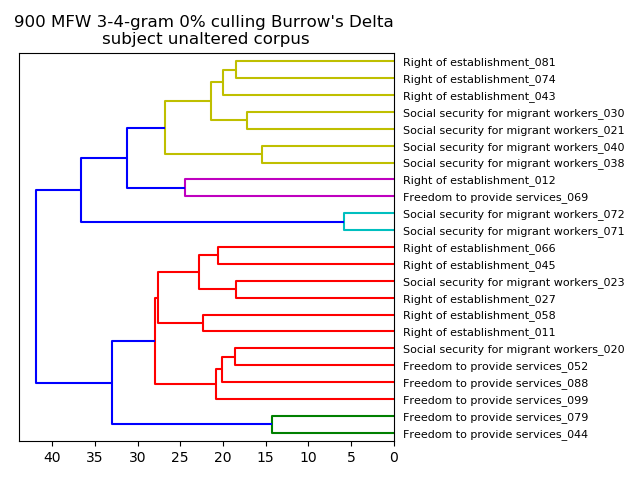 900 MFW 3-4-gram 0% culling Burrow's Delta
subject unaltered corpus
Right of establishment_081
Right of establishment_074
Right of establishment_043
Social security for migrant workers_030
Social security for migrant workers_021
Social security for migrant workers_040
Social security for migrant workers_038
Right of establishment_012
Freedom to provide services_069
Social security for migrant workers_072
Social security for migrant workers_071
Right of establishment_066
Right of establishment_045
Social security for migrant workers_023
Right of establishment_027
Right of establishment_058
Right of establishment_011
Social security for migrant workers_020
Freedom to provide services_052
Freedom to provide services_088
Freedom to provide services_099
Freedom to provide services_079
Freedom to provide services_044
40 35 30 25 20 15 10 5 0